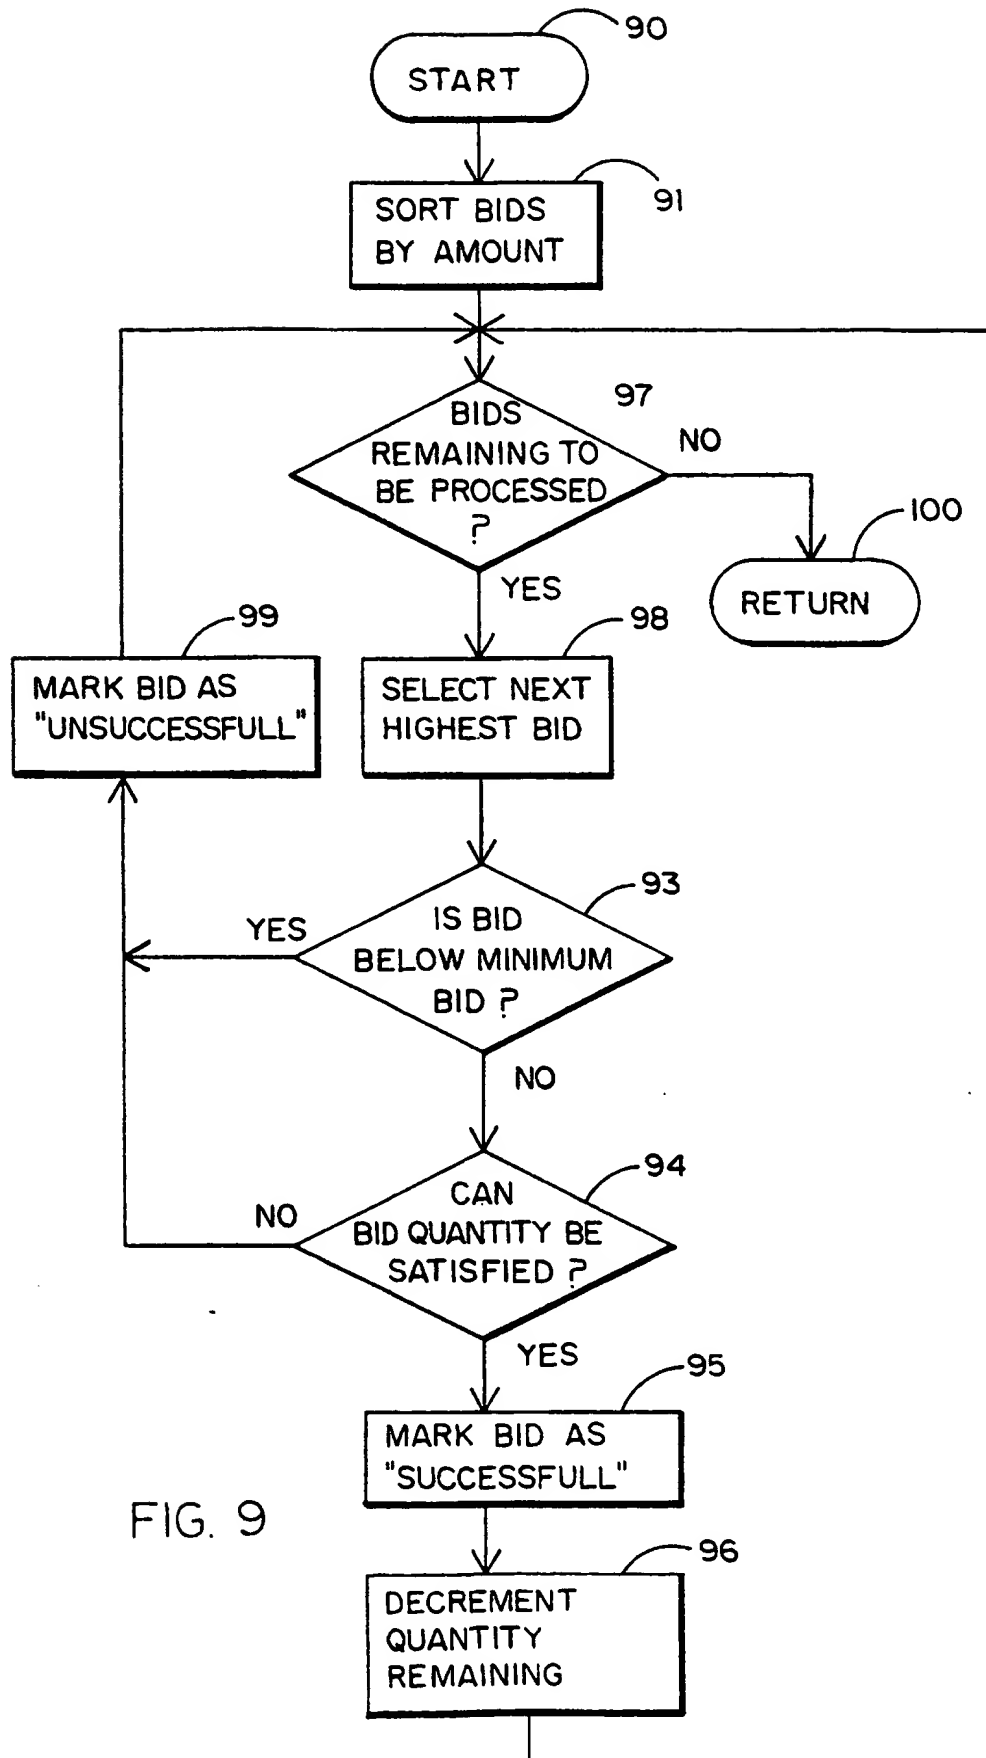 90
START
91
SORT BIDS
BY AMOUNT
97
BIDS
REMAINING TO
BE PROCESSED
?
NO
100
RETURN
YES
99
MARK BID AS
"UNSUCCESSFULL"
98
SELECT NEXT
HIGHEST BID
93
IS BID
BELOW MINIMUM
BID ?
YES
NO
94
CAN
BID QUANTITY BE
SATISFIED ?
NO
YES
95
MARK BID AS
"SUCCESSFULL"
FIG. 9
96
DECREMENT
QUANTITY
REMAINING